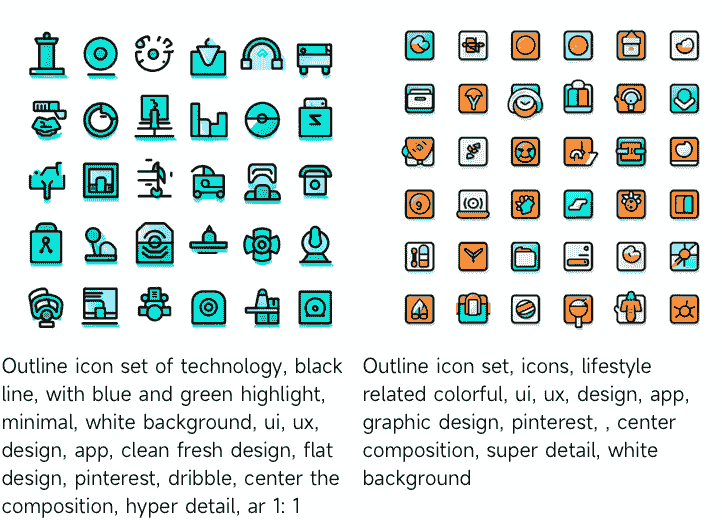 Outline icon set of technology, black
line, with blue and green highlight,
minimal, white background, ui, ux,
design, app, clean fresh design, flat
design, pinterest, dribble, center the
composition, hyper detail, ar 1: 1
Outline icon set, icons, lifestyle
related colorful, ui, ux, design, app,
graphic design, pinterest, , center
composition, super detail, white
background